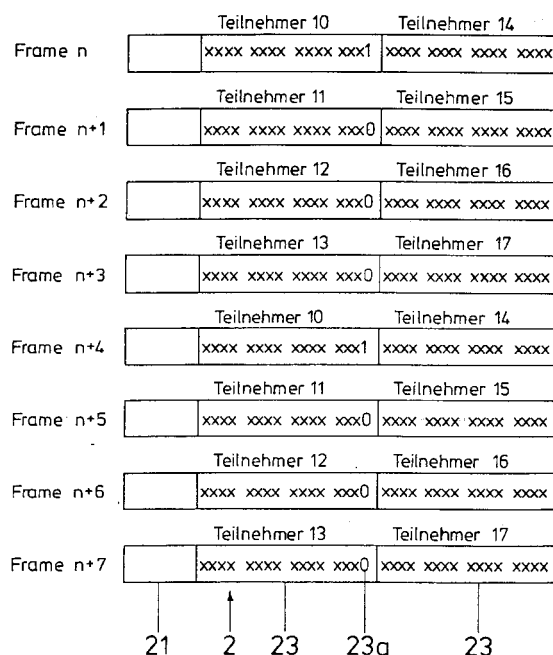 Teilnehmer 10 Teilnehmer 14
Frame n xxxx xxxx xxxx xxx1 xxxx xxxx xxxx xxxx
Teilnehmer 11 Teilnehmer 15
Frame n+1 xxxx xxxx xxxx xxx0 xxxx xxxx xxxx xxxx
Teilnehmer 12 Teilnehmer 16
Frame n+2 xxxx xxxx xxxx xxx0 xxxx xxxx xxxx xxxx
Teilnehmer 13 Teilnehmer 17
Frame n+3 xxxx xxxx xxxx xxx0 xxxx xxxx xxxx xxxx
Teilnehmer 10 Teilnehmer 14
Frame n+4 xxxx xxxx xxxx xxx1 xxxx xxxx xxxx xxxx
Teilnehmer 11 Teilnehmer 15
Frame n+5 xxxx xxxx xxxx xxx0 xxxx xxxx xxxx xxxx
Teilnehmer 12 Teilnehmer 16
Frame n+6 xxxx xxxx xxxx xxx0 xxxx xxxx xxxx xxxx
Teilnehmer 13 Teilnehmer 17
Frame n+7 xxxx xxxx xxxx xxx0 xxxx xxxx xxxx xxxx
21 2 23 23a 23